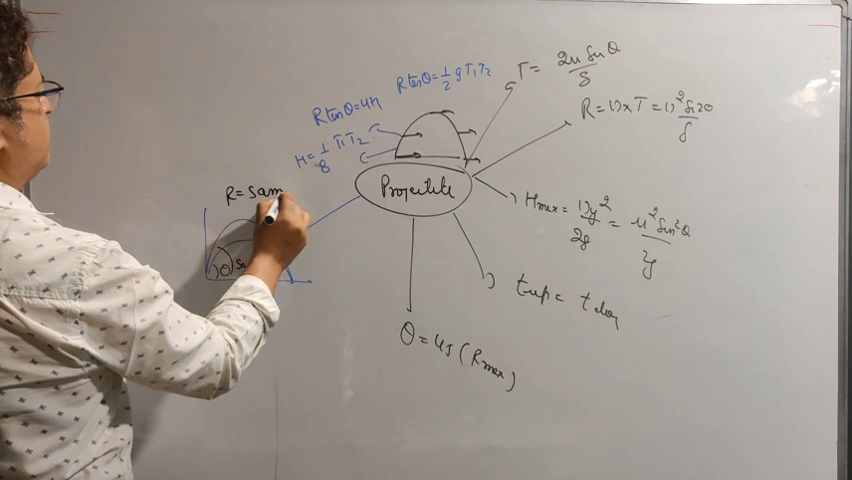 R tanθ = 1/2 g T₁T₂
T = 2u sinθ / g
R tanθ = 4H
R = Ux × T = U² sin2θ / g
H = 1/8 T₁T₂
Projectile
R = Sam
Hmax = Uy² / 2g = u² sin²θ / 2g
θ
tup = t
θ = 45 (Rmax)